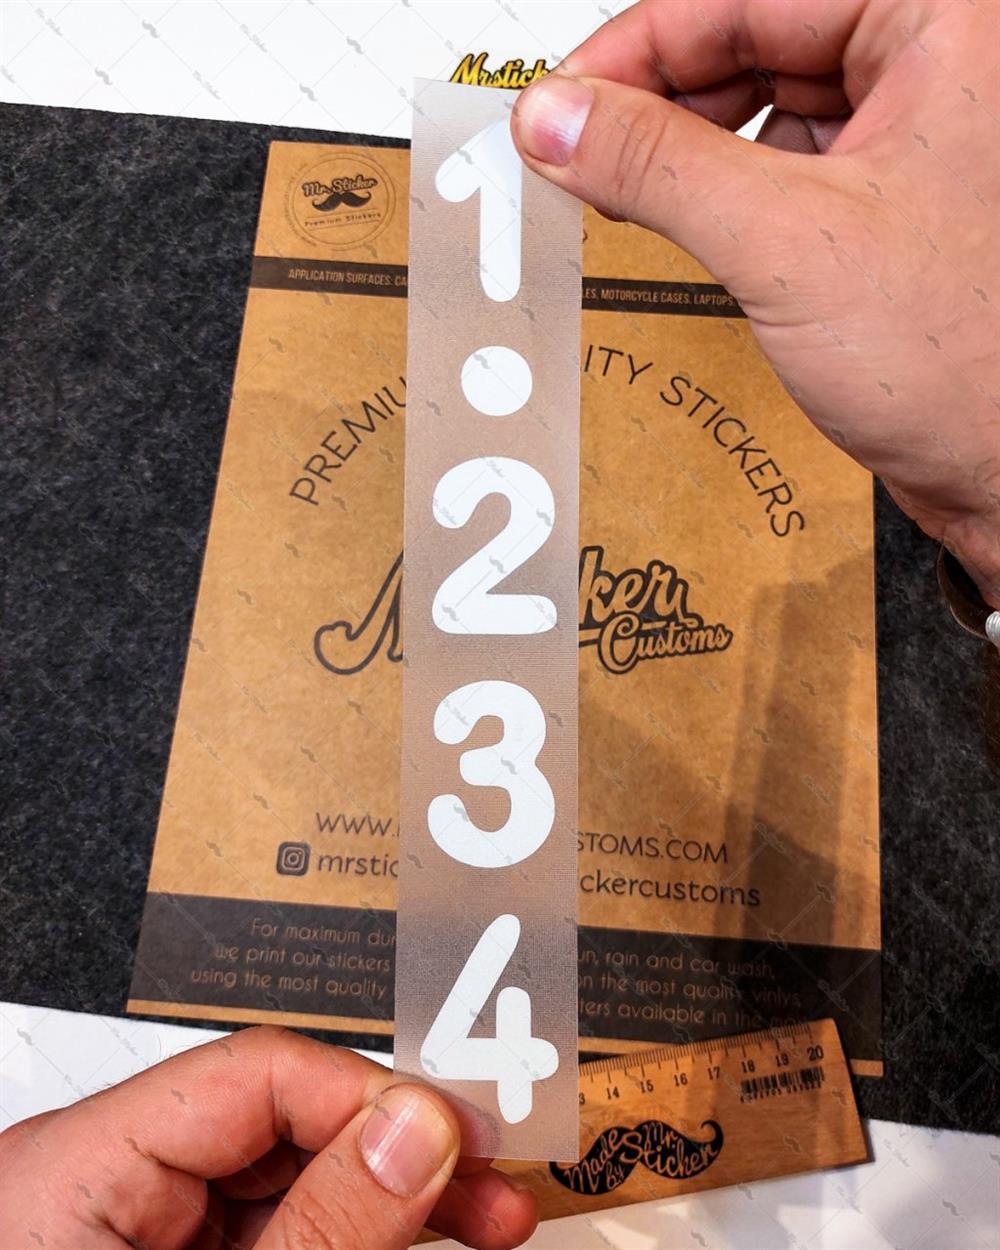 Mrstick
1
•
2
3
4
Mr. Sticker
Premium Stickers
APPLICATION SURFACES: CA
LES, MOTORCYCLE CASES, LAPTOPS,
PREMIU ITY STICKERS
ker
Customs
WWW. STOMS.COM
mrstic ckercustoms
For maximum dur un, rain and car wash,
we print our stickers on the most quality vinlys
using the most quality ters available in the
13 14 15 16 17 18 19 20
Made by Mr. Sticker